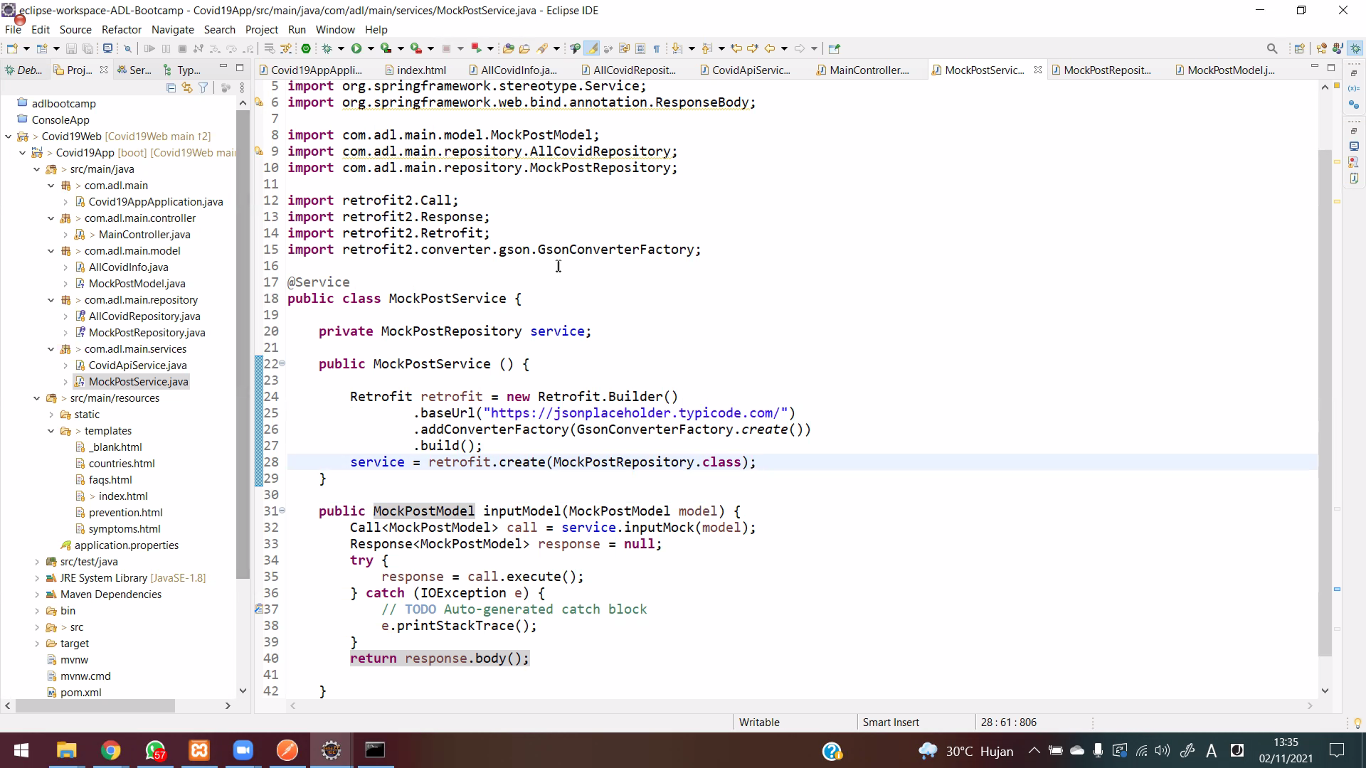 eclipse-workspace-ADL-Bootcamp - Covid19App/src/main/java/com/adl/main/services/MockPostService.java - Eclipse IDE
File Edit Source Refactor Navigate Search Project Run Window Help
Deb... Proj... Ser... Typ...
Covid19AppAppli... index.html AllCovidInfo.ja... AllCovidReposit... CovidApiServic... MainController.... MockPostServic... MockPostReposit... MockPostModel.j...
adlbootcamp
ConsoleApp
> Covid19Web [Covid19Web main ↑2]
> Covid19App [boot] [Covid19Web mai
> src/main/java
> com.adl.main
Covid19AppApplication.java
> com.adl.main.controller
> MainController.java
> com.adl.main.model
AllCovidInfo.java
MockPostModel.java
> com.adl.main.repository
AllCovidRepository.java
MockPostRepository.java
> com.adl.main.services
CovidApiService.java
MockPostService.java
> src/main/resources
static
> templates
_blank.html
countries.html
faqs.html
> index.html
prevention.html
symptoms.html
application.properties
src/test/java
JRE System Library [JavaSE-1.8]
Maven Dependencies
bin
> src
target
mvnw
mvnw.cmd
pom.xml
5 import org.springframework.stereotype.Service;
6 import org.springframework.web.bind.annotation.ResponseBody;
7
8 import com.adl.main.model.MockPostModel;
9 import com.adl.main.repository.AllCovidRepository;
10 import com.adl.main.repository.MockPostRepository;
11
12 import retrofit2.Call;
13 import retrofit2.Response;
14 import retrofit2.Retrofit;
15 import retrofit2.converter.gson.GsonConverterFactory;
16
17 @Service
18 public class MockPostService {
19
20 private MockPostRepository service;
21
22 public MockPostService () {
23
24 Retrofit retrofit = new Retrofit.Builder()
25 .baseUrl("https://jsonplaceholder.typicode.com/")
26 .addConverterFactory(GsonConverterFactory.create())
27 .build();
28 service = retrofit.create(MockPostRepository.class);
29 }
30
31 public MockPostModel inputModel(MockPostModel model) {
32 Call<MockPostModel> call = service.inputMock(model);
33 Response<MockPostModel> response = null;
34 try {
35 response = call.execute();
36 } catch (IOException e) {
37 // TODO Auto-generated catch block
38 e.printStackTrace();
39 }
40 return response.body();
41
42 }
Writable Smart Insert 28 : 61 : 806
57
30°C Hujan
A
13:35
02/11/2021